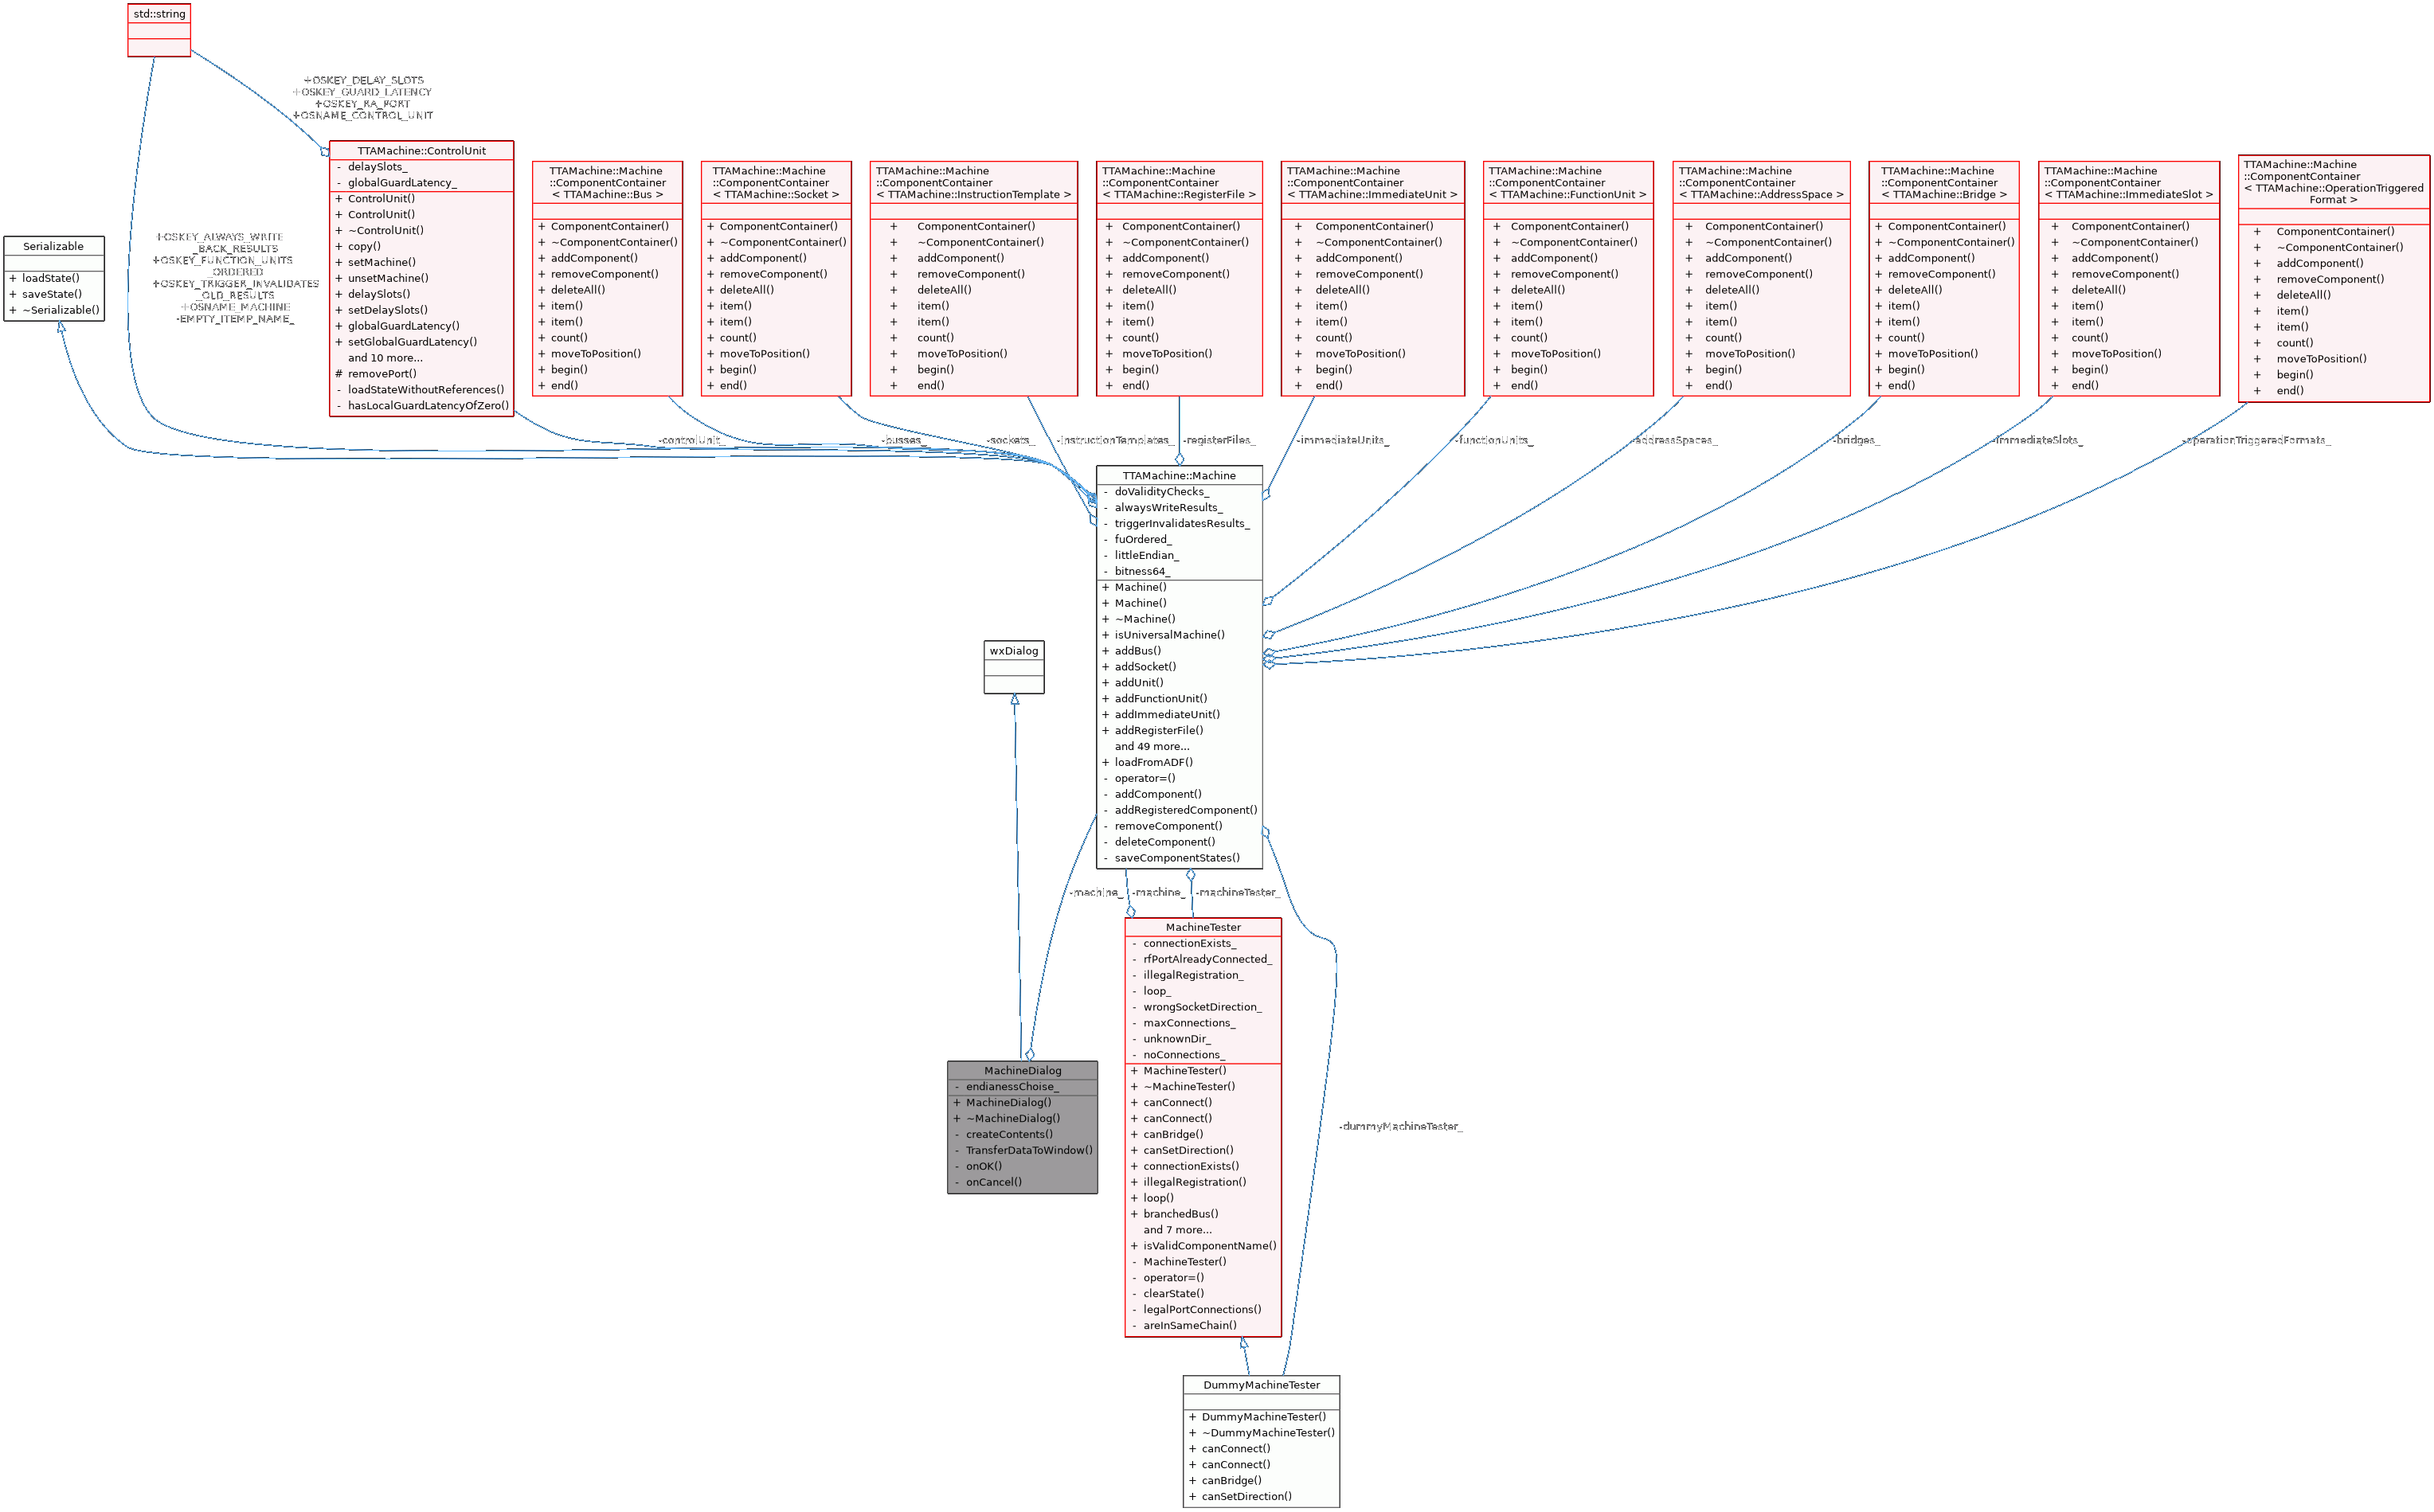 std::string
+OSKEY_DELAY_SLOTS
+OSKEY_GUARD_LATENCY
+OSKEY_RA_PORT
+OSNAME_CONTROL_UNIT
TTAMachine::ControlUnit
- delaySlots_
- globalGuardLatency_
+ ControlUnit()
+ ControlUnit()
+ ~ControlUnit()
+ copy()
+ setMachine()
+ unsetMachine()
+ delaySlots()
+ setDelaySlots()
+ globalGuardLatency()
+ setGlobalGuardLatency()
and 10 more...
# removePort()
- loadStateWithoutReferences()
- hasLocalGuardLatencyOfZero()
TTAMachine::Machine
::ComponentContainer
< TTAMachine::Bus >
+ ComponentContainer()
+ ~ComponentContainer()
+ addComponent()
+ removeComponent()
+ deleteAll()
+ item()
+ item()
+ count()
+ moveToPosition()
+ begin()
+ end()
TTAMachine::Machine
::ComponentContainer
< TTAMachine::Socket >
+ ComponentContainer()
+ ~ComponentContainer()
+ addComponent()
+ removeComponent()
+ deleteAll()
+ item()
+ item()
+ count()
+ moveToPosition()
+ begin()
+ end()
TTAMachine::Machine
::ComponentContainer
< TTAMachine::InstructionTemplate >
+ ComponentContainer()
+ ~ComponentContainer()
+ addComponent()
+ removeComponent()
+ deleteAll()
+ item()
+ item()
+ count()
+ moveToPosition()
+ begin()
+ end()
TTAMachine::Machine
::ComponentContainer
< TTAMachine::RegisterFile >
+ ComponentContainer()
+ ~ComponentContainer()
+ addComponent()
+ removeComponent()
+ deleteAll()
+ item()
+ item()
+ count()
+ moveToPosition()
+ begin()
+ end()
TTAMachine::Machine
::ComponentContainer
< TTAMachine::ImmediateUnit >
+ ComponentContainer()
+ ~ComponentContainer()
+ addComponent()
+ removeComponent()
+ deleteAll()
+ item()
+ item()
+ count()
+ moveToPosition()
+ begin()
+ end()
TTAMachine::Machine
::ComponentContainer
< TTAMachine::FunctionUnit >
+ ComponentContainer()
+ ~ComponentContainer()
+ addComponent()
+ removeComponent()
+ deleteAll()
+ item()
+ item()
+ count()
+ moveToPosition()
+ begin()
+ end()
TTAMachine::Machine
::ComponentContainer
< TTAMachine::AddressSpace >
+ ComponentContainer()
+ ~ComponentContainer()
+ addComponent()
+ removeComponent()
+ deleteAll()
+ item()
+ item()
+ count()
+ moveToPosition()
+ begin()
+ end()
TTAMachine::Machine
::ComponentContainer
< TTAMachine::Bridge >
+ ComponentContainer()
+ ~ComponentContainer()
+ addComponent()
+ removeComponent()
+ deleteAll()
+ item()
+ item()
+ count()
+ moveToPosition()
+ begin()
+ end()
TTAMachine::Machine
::ComponentContainer
< TTAMachine::ImmediateSlot >
+ ComponentContainer()
+ ~ComponentContainer()
+ addComponent()
+ removeComponent()
+ deleteAll()
+ item()
+ item()
+ count()
+ moveToPosition()
+ begin()
+ end()
TTAMachine::Machine
::ComponentContainer
< TTAMachine::OperationTriggered
Format >
+ ComponentContainer()
+ ~ComponentContainer()
+ addComponent()
+ removeComponent()
+ deleteAll()
+ item()
+ item()
+ count()
+ moveToPosition()
+ begin()
+ end()
Serializable
+ loadState()
+ saveState()
+ ~Serializable()
+OSKEY_ALWAYS_WRITE
_BACK_RESULTS
+OSKEY_FUNCTION_UNITS
_ORDERED
+OSKEY_TRIGGER_INVALIDATES
_OLD_RESULTS
+OSNAME_MACHINE
-EMPTY_ITEMP_NAME_
-controlUnit_
-busses_
-sockets_
-instructionTemplates_
-registerFiles_
-immediateUnits_
-functionUnits_
-addressSpaces_
-bridges_
-immediateSlots_
-operationTriggeredFormats_
TTAMachine::Machine
- doValidityChecks_
- alwaysWriteResults_
- triggerInvalidatesResults_
- fuOrdered_
- littleEndian_
- bitness64_
+ Machine()
+ Machine()
+ ~Machine()
+ isUniversalMachine()
+ addBus()
+ addSocket()
+ addUnit()
+ addFunctionUnit()
+ addImmediateUnit()
+ addRegisterFile()
and 49 more...
+ loadFromADF()
- operator=()
- addComponent()
- addRegisteredComponent()
- removeComponent()
- deleteComponent()
- saveComponentStates()
wxDialog
-machine_
-machine_
-machineTester_
MachineTester
- connectionExists_
- rfPortAlreadyConnected_
- illegalRegistration_
- loop_
- wrongSocketDirection_
- maxConnections_
- unknownDir_
- noConnections_
+ MachineTester()
+ ~MachineTester()
+ canConnect()
+ canConnect()
+ canBridge()
+ canSetDirection()
+ connectionExists()
+ illegalRegistration()
+ loop()
+ branchedBus()
and 7 more...
+ isValidComponentName()
- MachineTester()
- operator=()
- clearState()
- legalPortConnections()
- areInSameChain()
MachineDialog
- endianessChoise_
+ MachineDialog()
+ ~MachineDialog()
- createContents()
- TransferDataToWindow()
- onOK()
- onCancel()
-dummyMachineTester_
DummyMachineTester
+ DummyMachineTester()
+ ~DummyMachineTester()
+ canConnect()
+ canConnect()
+ canBridge()
+ canSetDirection()